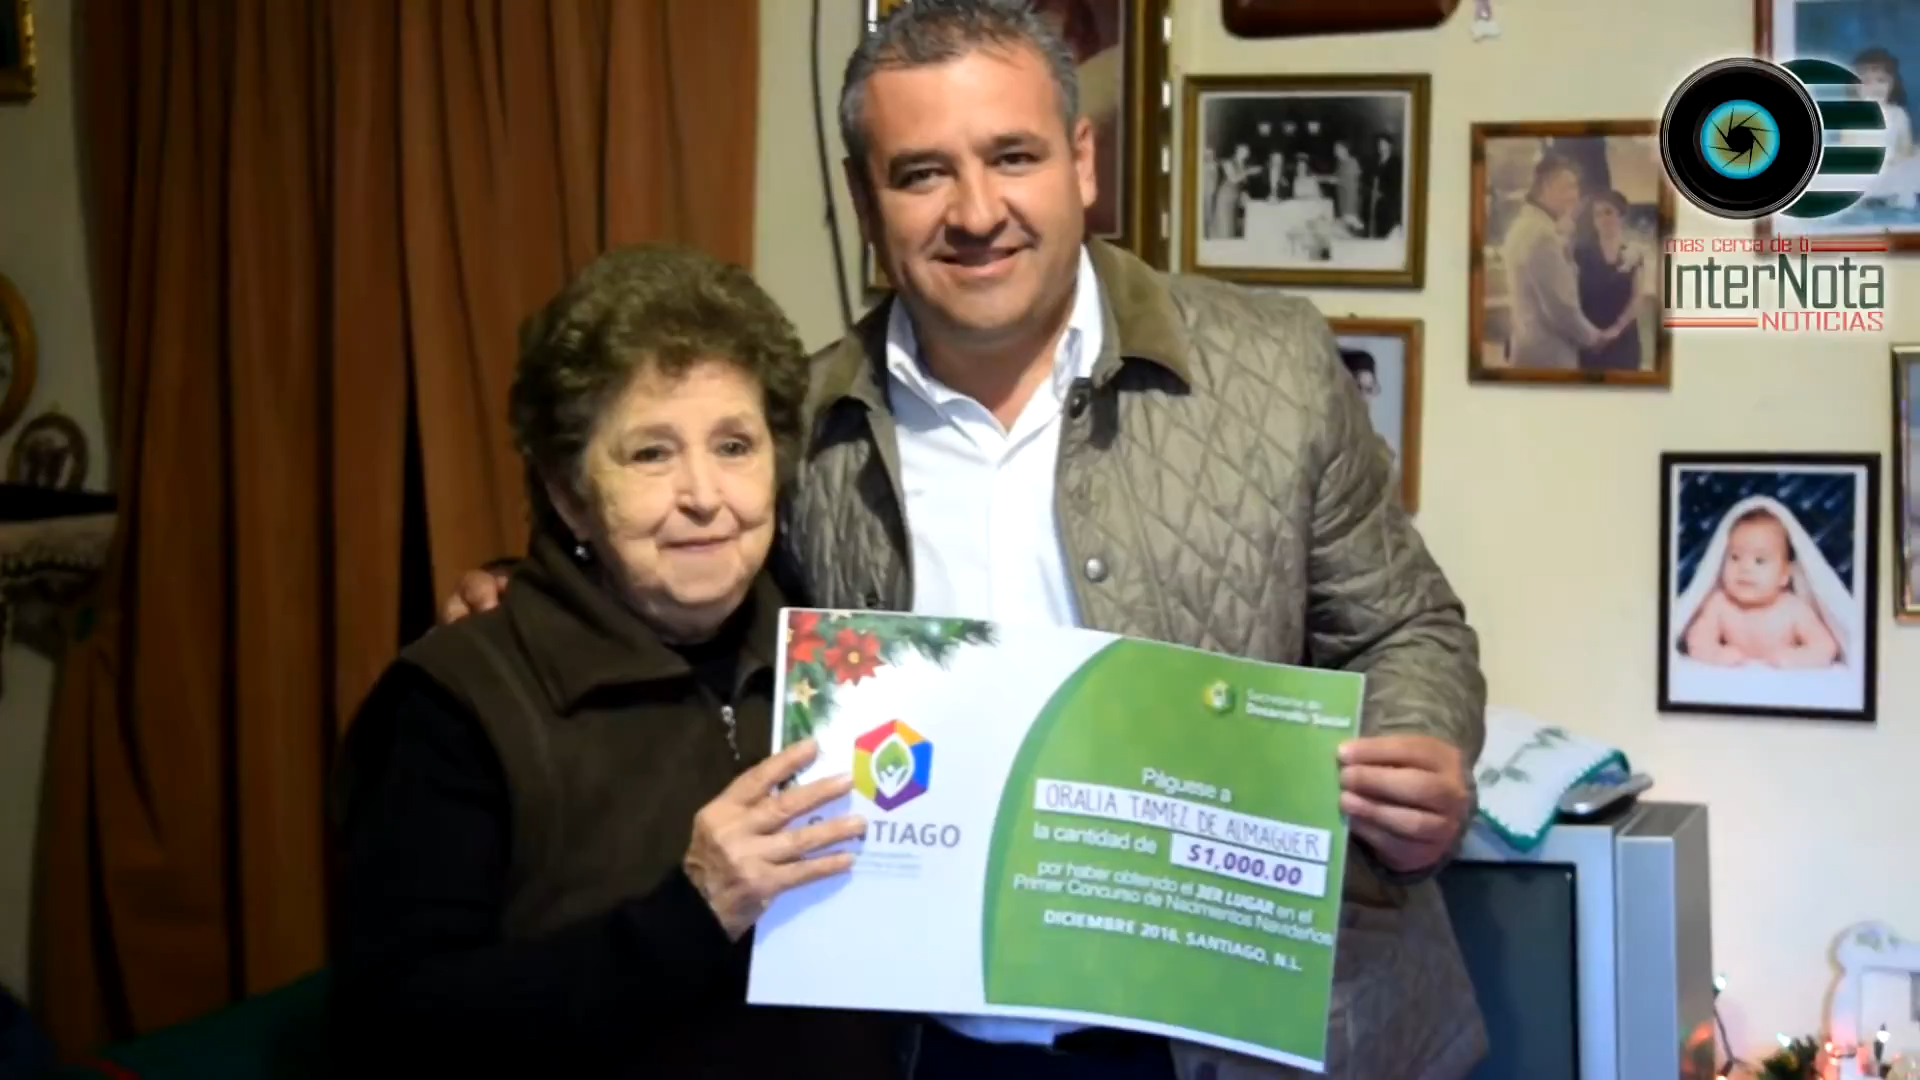 mas cerca de ti
InterNota
NOTICIAS
Secretaría de
Desarrollo Social
Páguese a
ORALIA TAMEZ DE ALMAGUER
la cantidad de $1,000.00
por haber obtenido el 3ER LUGAR en el
Primer Concurso de Nacimientos Navideños
DICIEMBRE 2016, SANTIAGO, N.L.
SANTIAGO